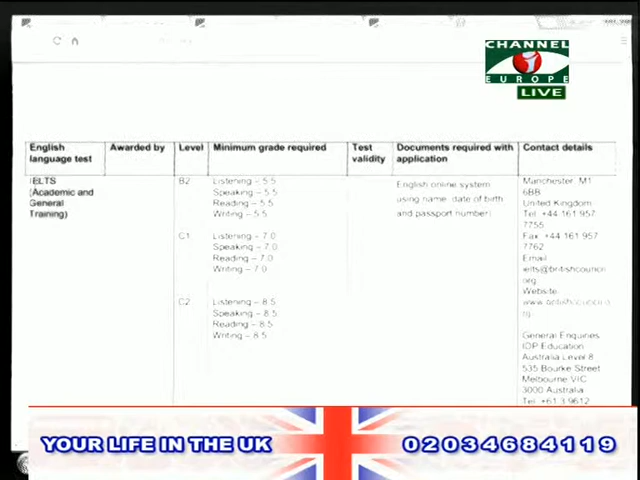 CHANNEL
i
EUROPE
LIVE
English language test
Awarded by
Level
Minimum grade required
Test validity
Documents required with application
Contact details
IELTS
(Academic and
General
Training)
B2
Listening – 5.5
Speaking – 5.5
Reading – 5.5
Writing – 5.5
C1
Listening – 7.0
Speaking – 7.0
Reading – 7.0
Writing – 7.0
C2
Listening – 8.5
Speaking – 8.5
Reading – 8.5
Writing – 8.5
English online system
using name, date of birth
and passport number)
Manchester M1
6BB
United Kingdom
Tel +44 161 957
7755
Fax +44 161 957
7762
Email
Website
General Enquiries
IDP Education
Australia Level 8
535 Bourke Street
Melbourne VIC
3000 Australia
Tel +61 3 9612
YOUR LIFE IN THE UK
02034684119